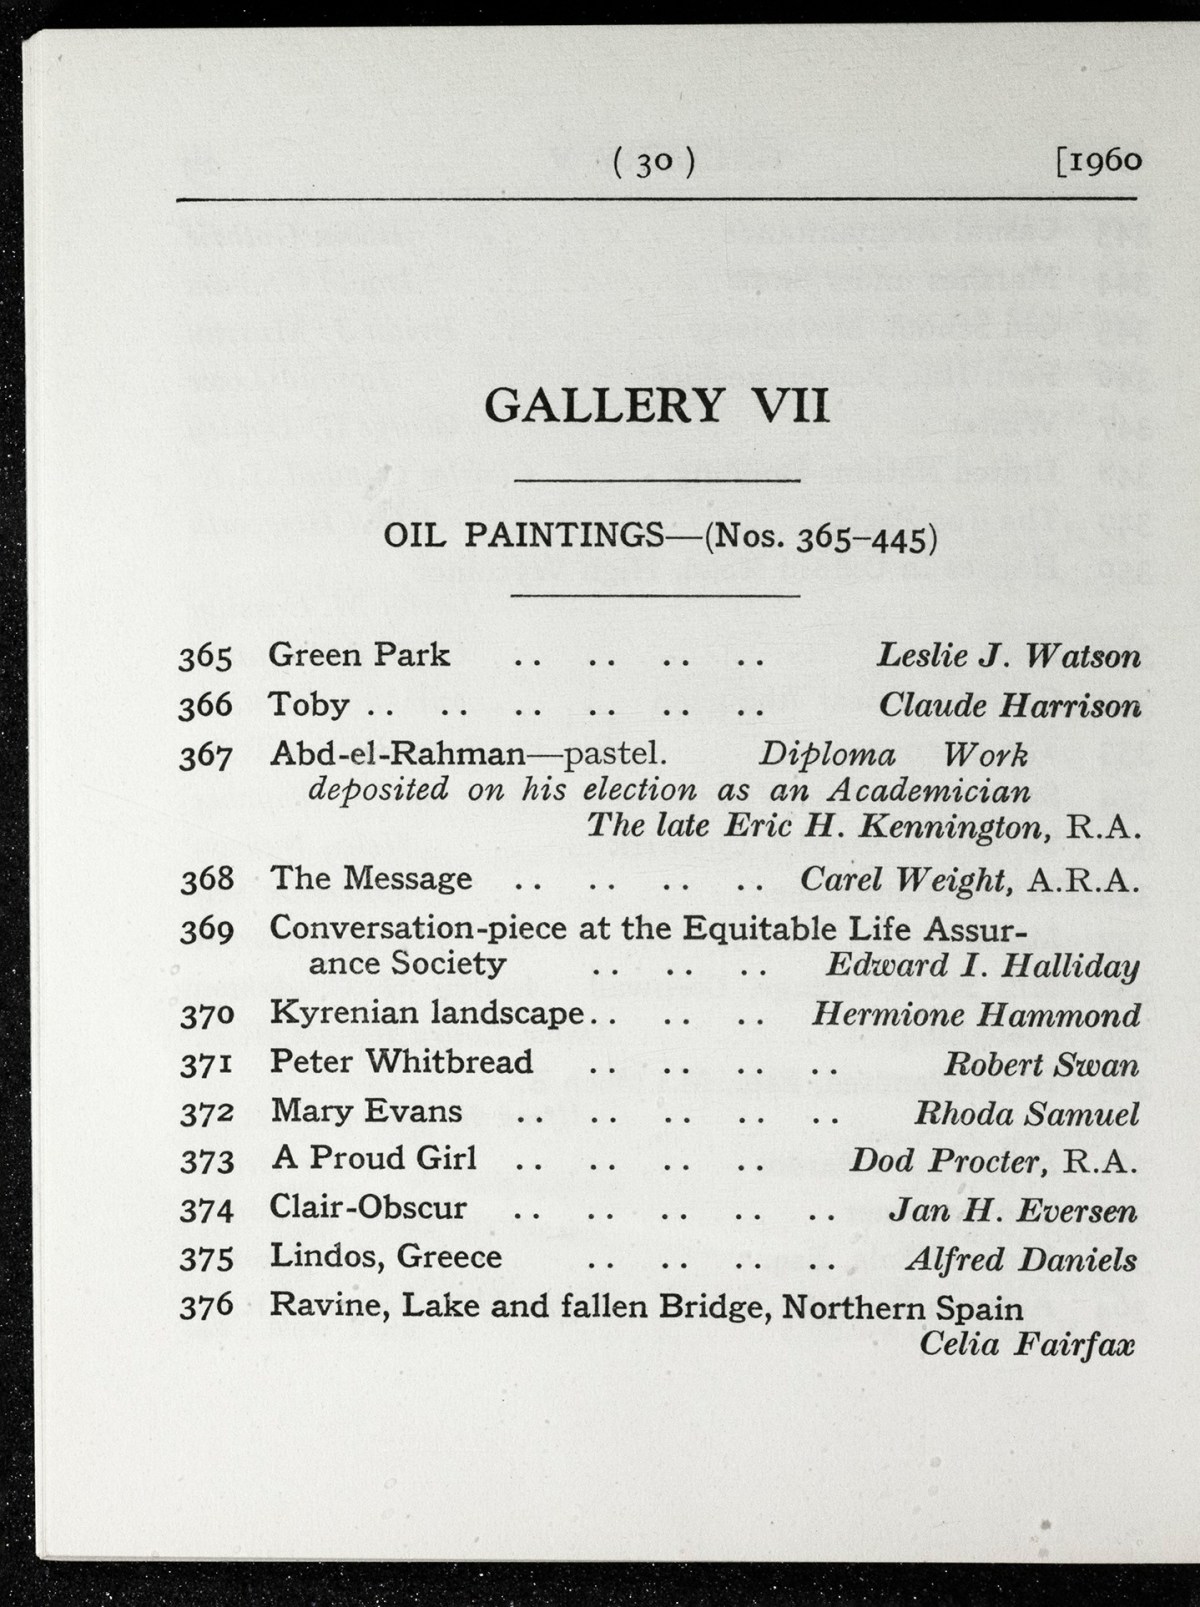 ( 30 ) [1960
GALLERY VII
OIL PAINTINGS—(Nos. 365–445)
365 Green Park .. .. .. .. Leslie J. Watson
366 Toby .. .. .. .. .. .. Claude Harrison
367 Abd-el-Rahman—pastel. Diploma Work
deposited on his election as an Academician
The late Eric H. Kennington, R.A.
368 The Message .. .. .. .. Carel Weight, A.R.A.
369 Conversation-piece at the Equitable Life Assur-
ance Society .. .. .. Edward I. Halliday
370 Kyrenian landscape .. .. .. Hermione Hammond
371 Peter Whitbread .. .. .. .. Robert Swan
372 Mary Evans .. .. .. .. .. Rhoda Samuel
373 A Proud Girl .. .. .. .. Dod Procter, R.A.
374 Clair-Obscur .. .. .. .. .. Jan H. Eversen
375 Lindos, Greece .. .. .. .. Alfred Daniels
376 Ravine, Lake and fallen Bridge, Northern Spain
Celia Fairfax